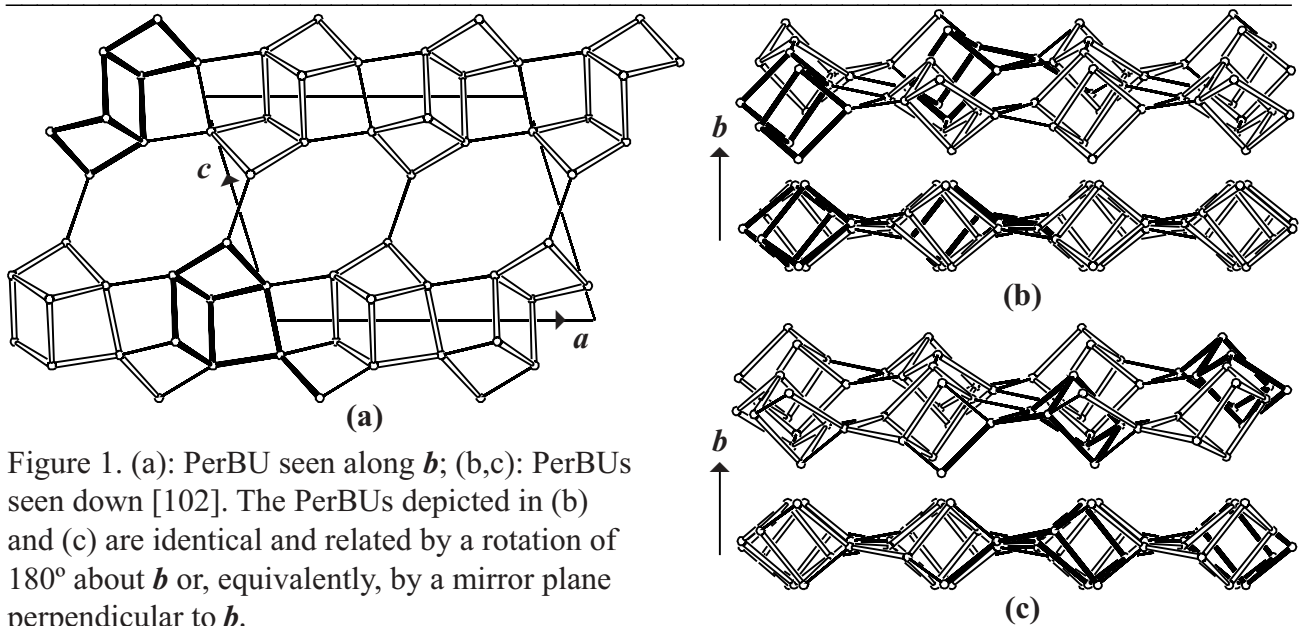 c
a
(a)
b
(b)
b
(c)
Figure 1. (a): PerBU seen along b; (b,c): PerBUs
seen down [102]. The PerBUs depicted in (b)
and (c) are identical and related by a rotation of
180º about b or, equivalently, by a mirror plane
perpendicular to b.